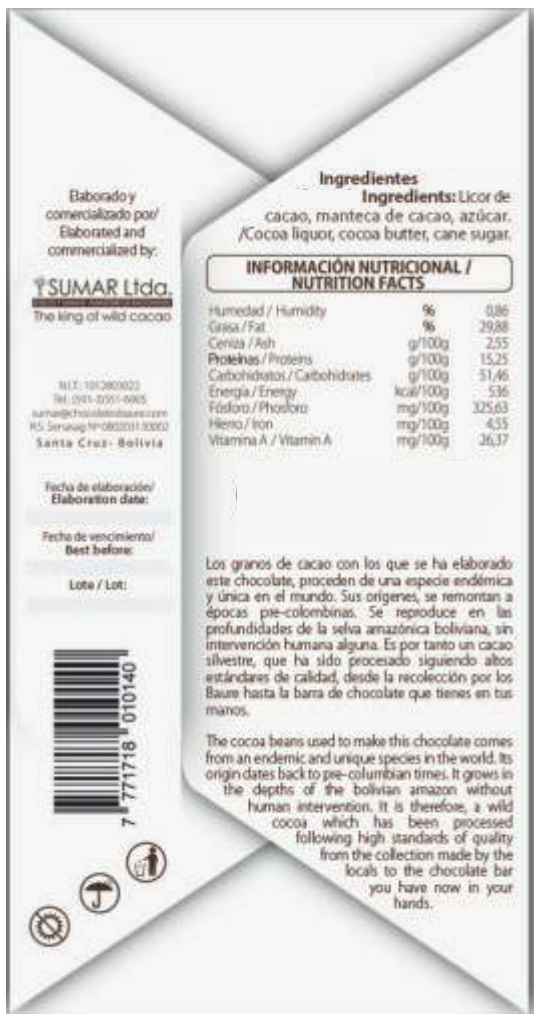 Elaborado y
comercializado por/
Elaborated and
commercialized by:
SUMAR Ltda.
The king of wild cacao
N.I.T.: 1012803022
Tel.: (591-3)351-6905
R.S. Senasag
Santa Cruz- Bolivia
Fecha de elaboración/
Elaboration date:
Fecha de vencimiento/
Best before:
Lote / Lot:
7 771718 010140
Ingredientes
Ingredients: Licor de
cacao, manteca de cacao, azúcar.
/Cocoa liquor, cocoa butter, cane sugar.
INFORMACIÓN NUTRICIONAL /
NUTRITION FACTS
Humedad / Humidity % 0,86
Grasa / Fat % 29,88
Ceniza / Ash g/100g 2,55
Proteínas / Proteins g/100g 15,25
Carbohidratos / Carbohidrates g/100g 51,46
Energía / Energy kcal/100g 536
Fósforo / Phosforo mg/100g 325,63
Hierro / Iron mg/100g 4,55
Vitamina A / Vitamin A mg/100g 26,37
Los granos de cacao con los que se ha elaborado
este chocolate, proceden de una especie endémica
y única en el mundo. Sus orígenes, se remontan a
épocas pre-colombinas. Se reproduce en las
profundidades de la selva amazónica boliviana, sin
intervención humana alguna. Es por tanto un cacao
silvestre, que ha sido procesado siguiendo altos
estándares de calidad, desde la recolección por los
Baure hasta la barra de chocolate que tienes en tus
manos.
The cocoa beans used to make this chocolate comes
from an endemic and unique species in the world. Its
origin dates back to pre-columbian times. It grows in
the depths of the bolivian amazon without
human intervention. It is therefore, a wild
cocoa which has been processed
following high standards of quality
from the collection made by the
locals to the chocolate bar
you have now in your
hands.